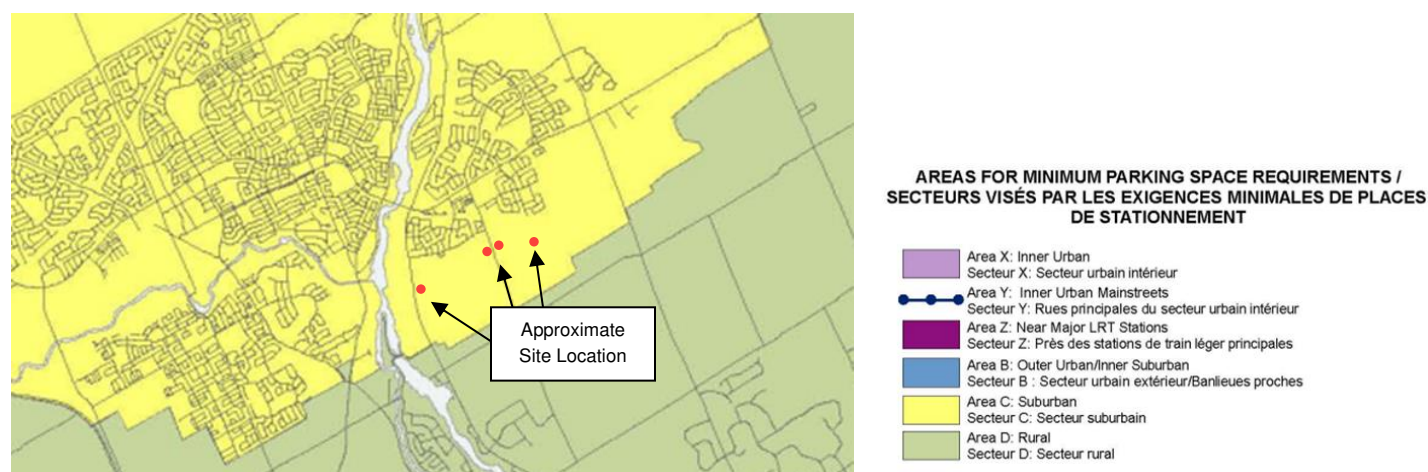 Approximate
Site Location
AREAS FOR MINIMUM PARKING SPACE REQUIREMENTS /
SECTEURS VISÉS PAR LES EXIGENCES MINIMALES DE PLACES
DE STATIONNEMENT
Area X: Inner Urban
Secteur X: Secteur urbain intérieur
Area Y: Inner Urban Mainstreets
Secteur Y: Rues principales du secteur urbain intérieur
Area Z: Near Major LRT Stations
Secteur Z: Près des stations de train léger principales
Area B: Outer Urban/Inner Suburban
Secteur B : Secteur urbain extérieur/Banlieues proches
Area C: Suburban
Secteur C: Secteur suburbain
Area D: Rural
Secteur D: Secteur rural